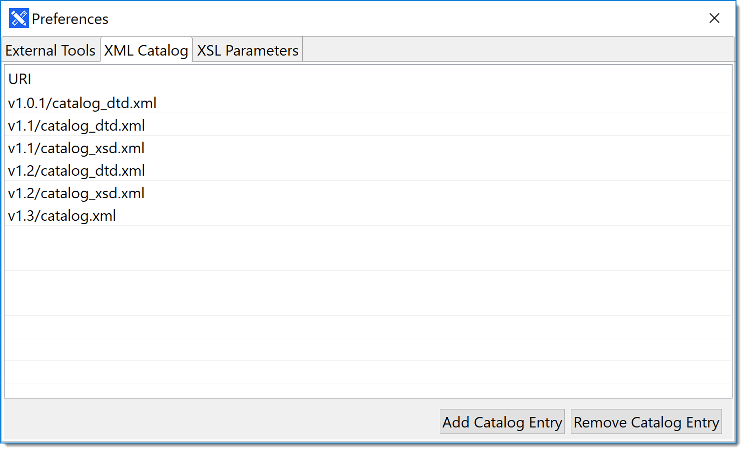 Preferences
External Tools XML Catalog XSL Parameters
URI
v1.0.1/catalog_dtd.xml
v1.1/catalog_dtd.xml
v1.1/catalog_xsd.xml
v1.2/catalog_dtd.xml
v1.2/catalog_xsd.xml
v1.3/catalog.xml
Add Catalog Entry Remove Catalog Entry